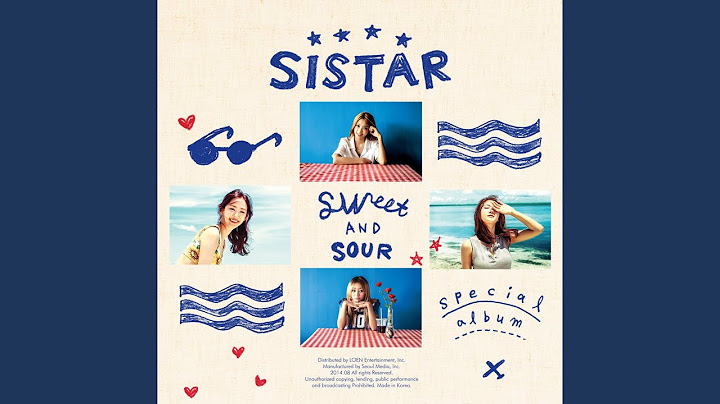 SISTAR
SWeet
AND
SOUR
special
album
Distributed by LOEN Entertainment, Inc.
Manufactured by Seoul Media, Inc.
2014.08 All rights Reserved.
Unauthorized copying, lending, public performance
and broadcasting Prohibited. Made in Korea.